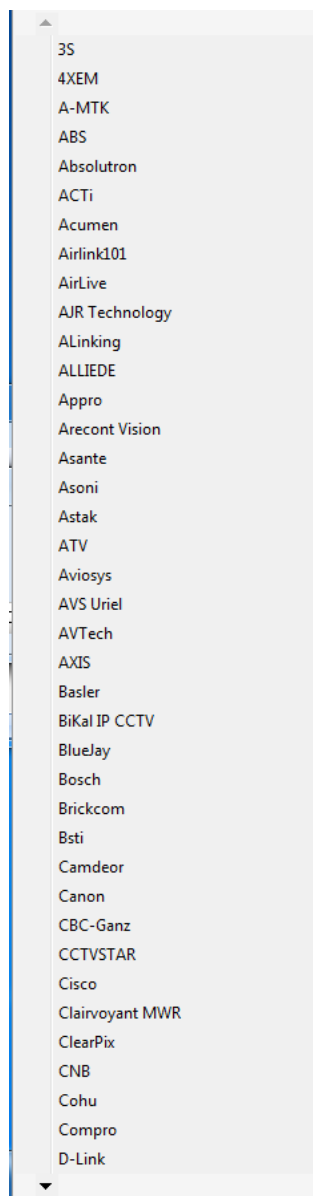 3S
4XEM
A-MTK
ABS
Absolutron
ACTi
Acumen
Airlink101
AirLive
AJR Technology
ALinking
ALLIEDE
Appro
Arecont Vision
Asante
Asoni
Astak
ATV
Aviosys
AVS Uriel
AVTech
AXIS
Basler
BiKal IP CCTV
BlueJay
Bosch
Brickcom
Bsti
Camdeor
Canon
CBC-Ganz
CCTVSTAR
Cisco
Clairvoyant MWR
ClearPix
CNB
Cohu
Compro
D-Link